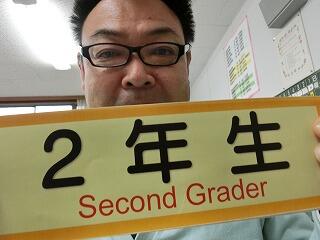 ２年生
Second Grader